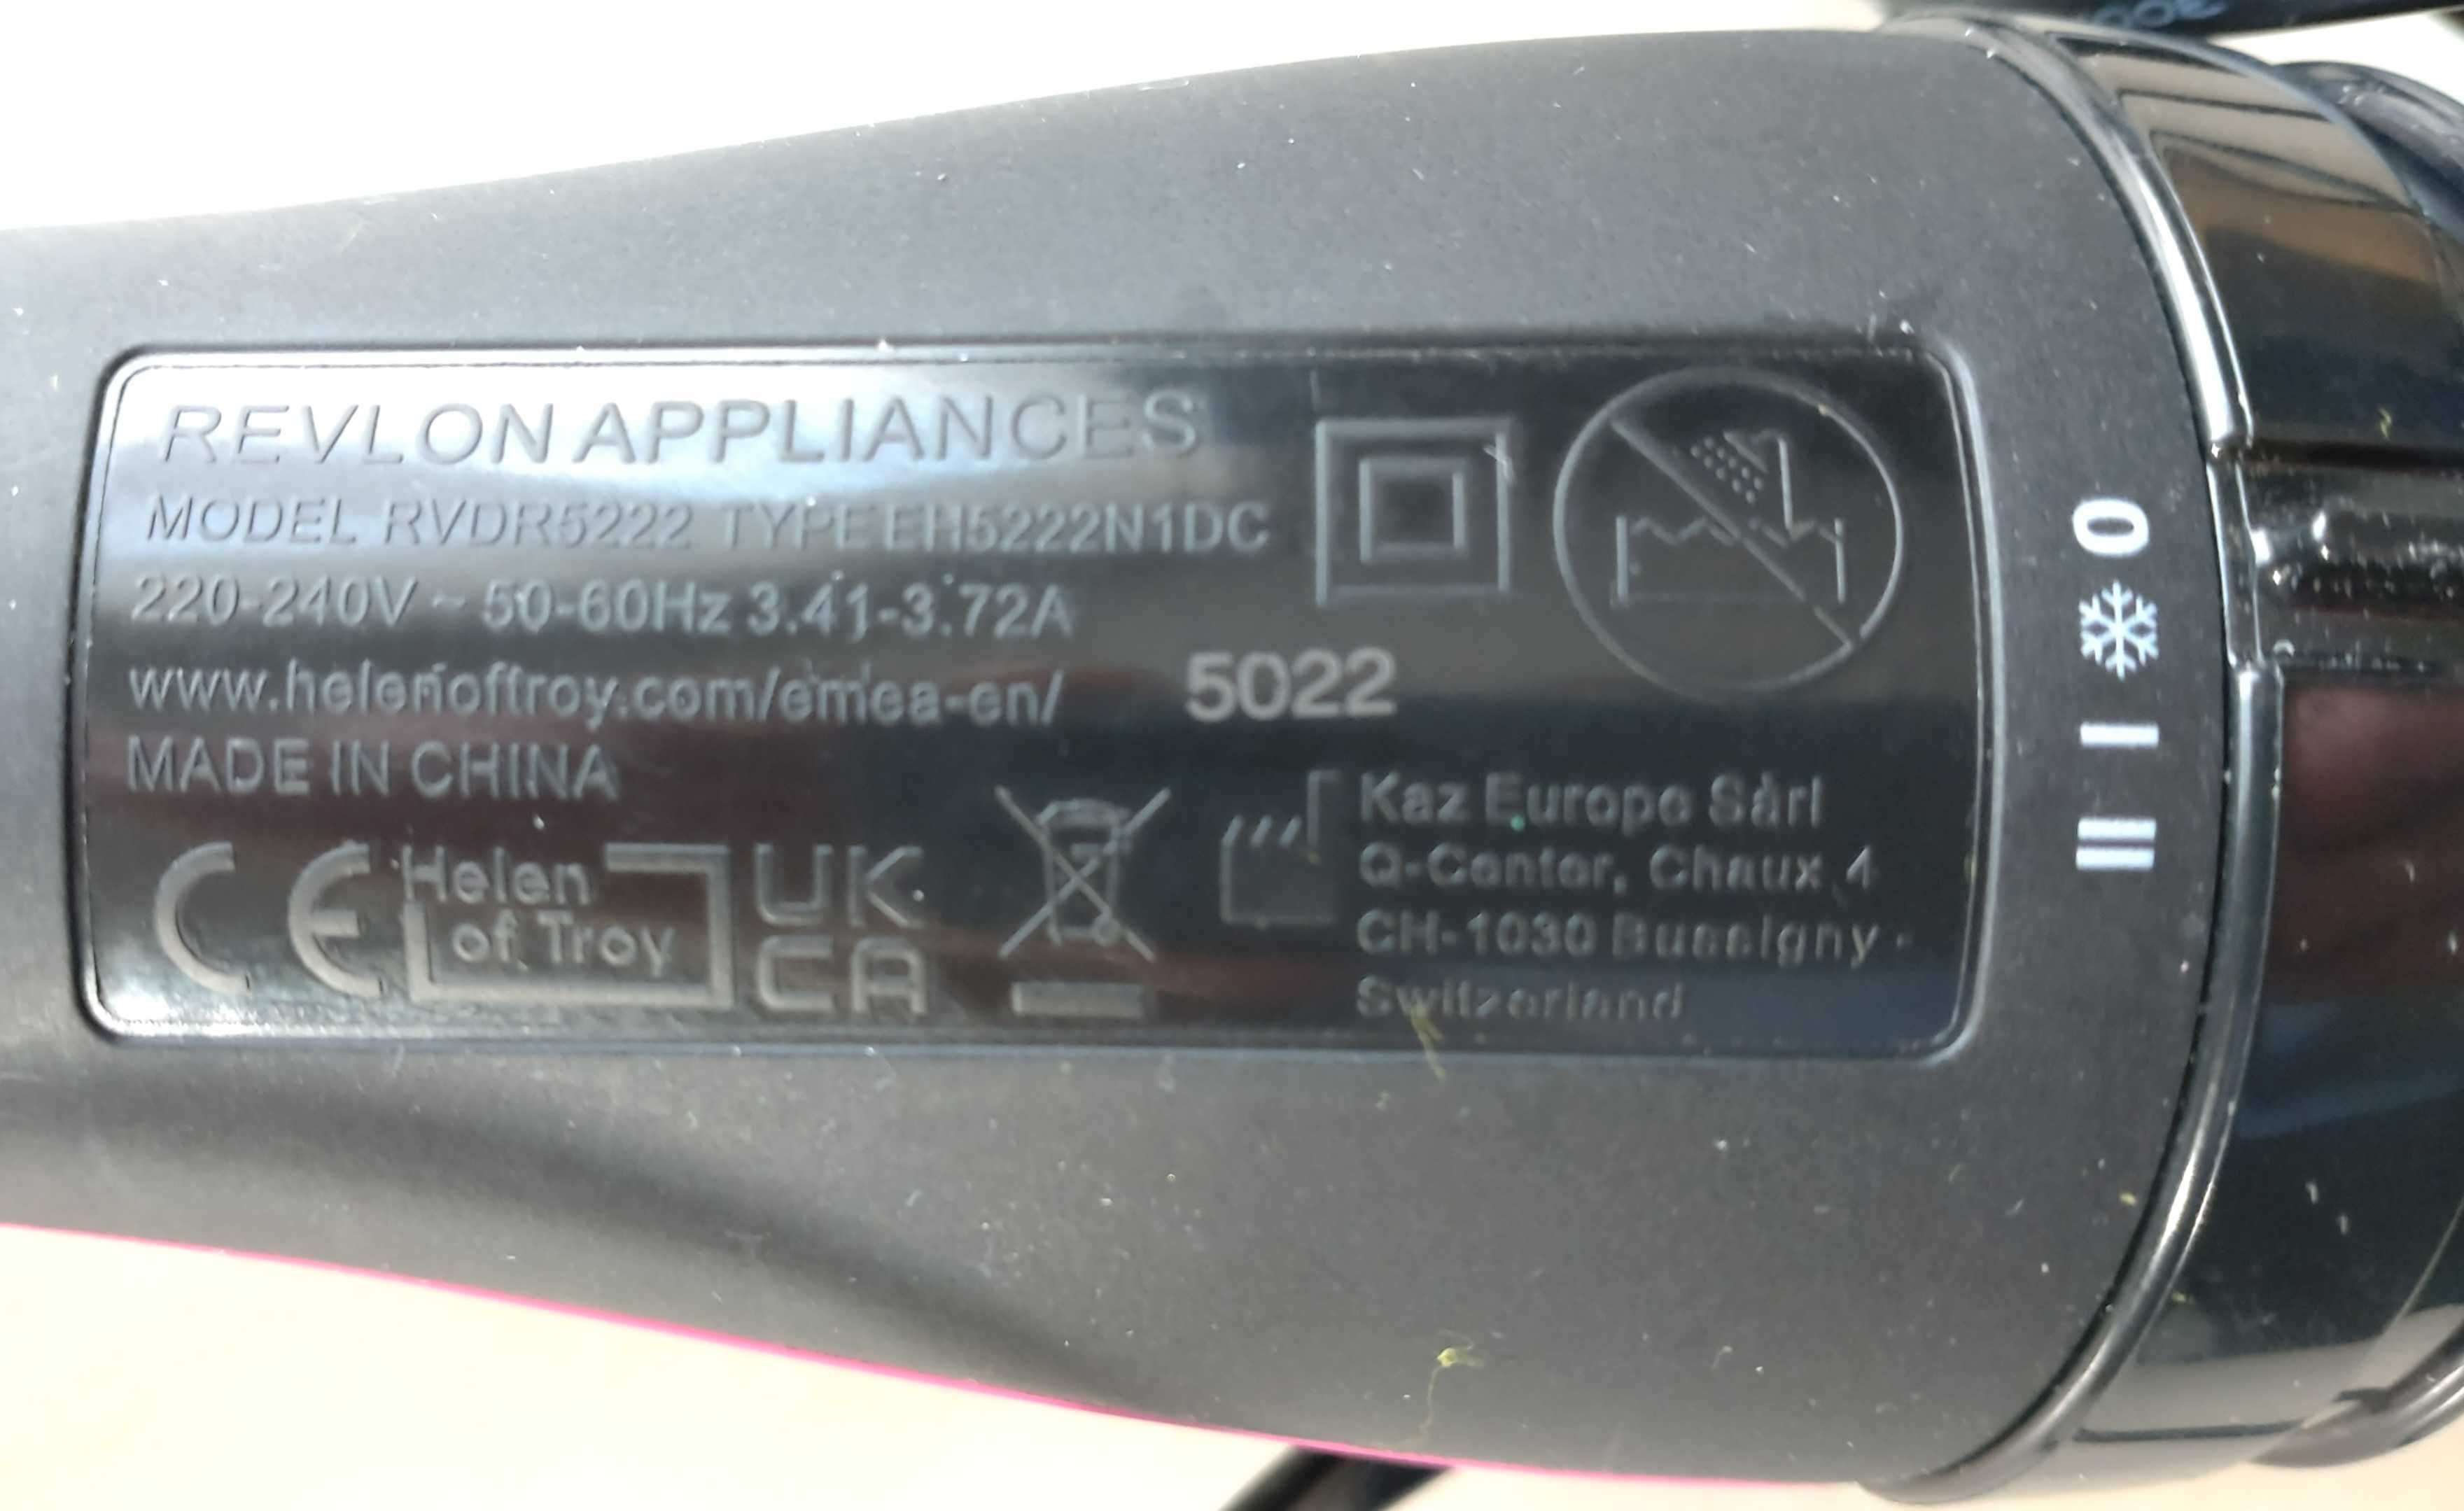 REVLON APPLIANCES
MODEL RVDR5222 TYPE EH5222N1DC
220-240V ~ 50-60Hz 3.41-3.72A
www.helenoftroy.com/emea-en/
5022
MADE IN CHINA
CE
Helen
of Troy
UK
CA
Kaz Europe Sàrl
Q-Center, Chaux 4
CH-1030 Bussigny -
Switzerland
0
I
II